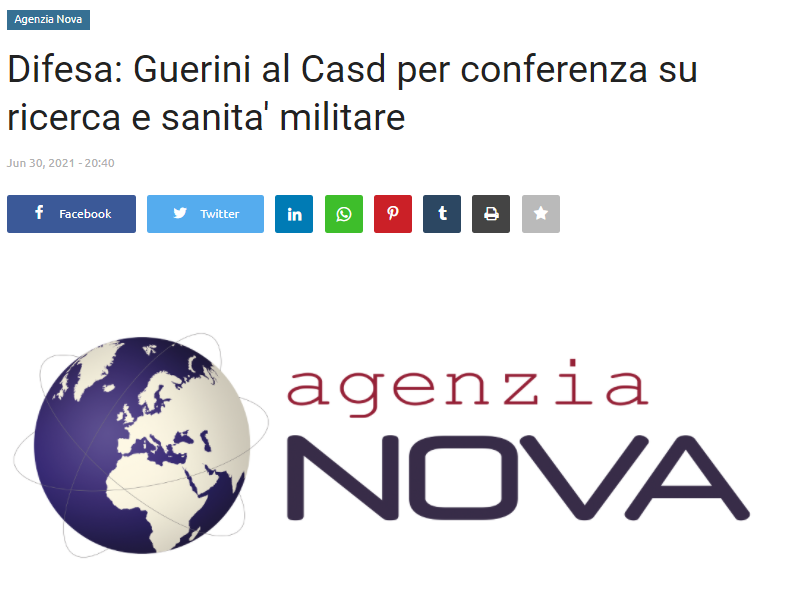 Agenzia Nova
Difesa: Guerini al Casd per conferenza su
ricerca e sanita' militare
Jun 30, 2021 - 20:40
Facebook
Twitter
agenzia
NOVA